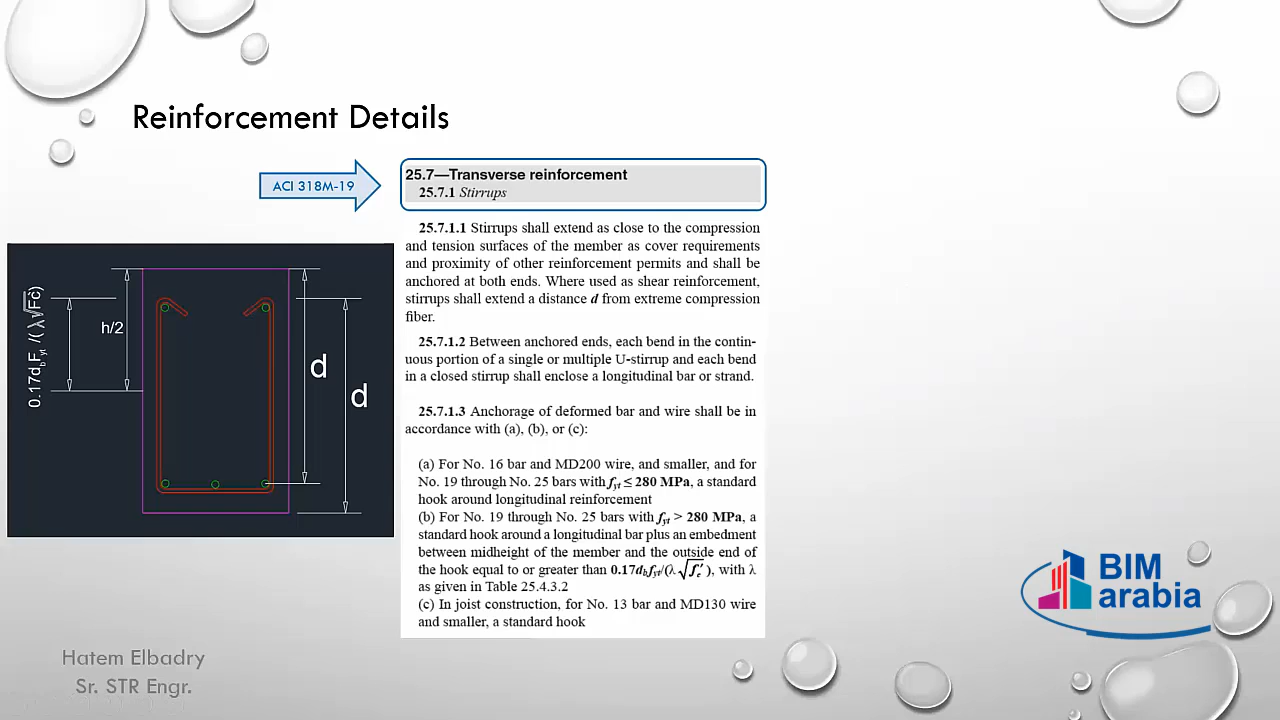 Reinforcement Details
ACI 318M-19
25.7—Transverse reinforcement
25.7.1 Stirrups
25.7.1.1 Stirrups shall extend as close to the compression
and tension surfaces of the member as cover requirements
and proximity of other reinforcement permits and shall be
anchored at both ends. Where used as shear reinforcement,
stirrups shall extend a distance d from extreme compression
fiber.
25.7.1.2 Between anchored ends, each bend in the contin-
uous portion of a single or multiple U-stirrup and each bend
in a closed stirrup shall enclose a longitudinal bar or strand.
25.7.1.3 Anchorage of deformed bar and wire shall be in
accordance with (a), (b), or (c):
(a) For No. 16 bar and MD200 wire, and smaller, and for
No. 19 through No. 25 bars with fyt ≤ 280 MPa, a standard
hook around longitudinal reinforcement
(b) For No. 19 through No. 25 bars with fyt > 280 MPa, a
standard hook around a longitudinal bar plus an embedment
between midheight of the member and the outside end of
the hook equal to or greater than 0.17dbfyt/(λ√fc′), with λ
as given in Table 25.4.3.2
(c) In joist construction, for No. 13 bar and MD130 wire
and smaller, a standard hook
0.17dbFyt/(λ√Fc)
h/2
d
d
BIM
arabia
Hatem Elbadry
Sr. STR Engr.